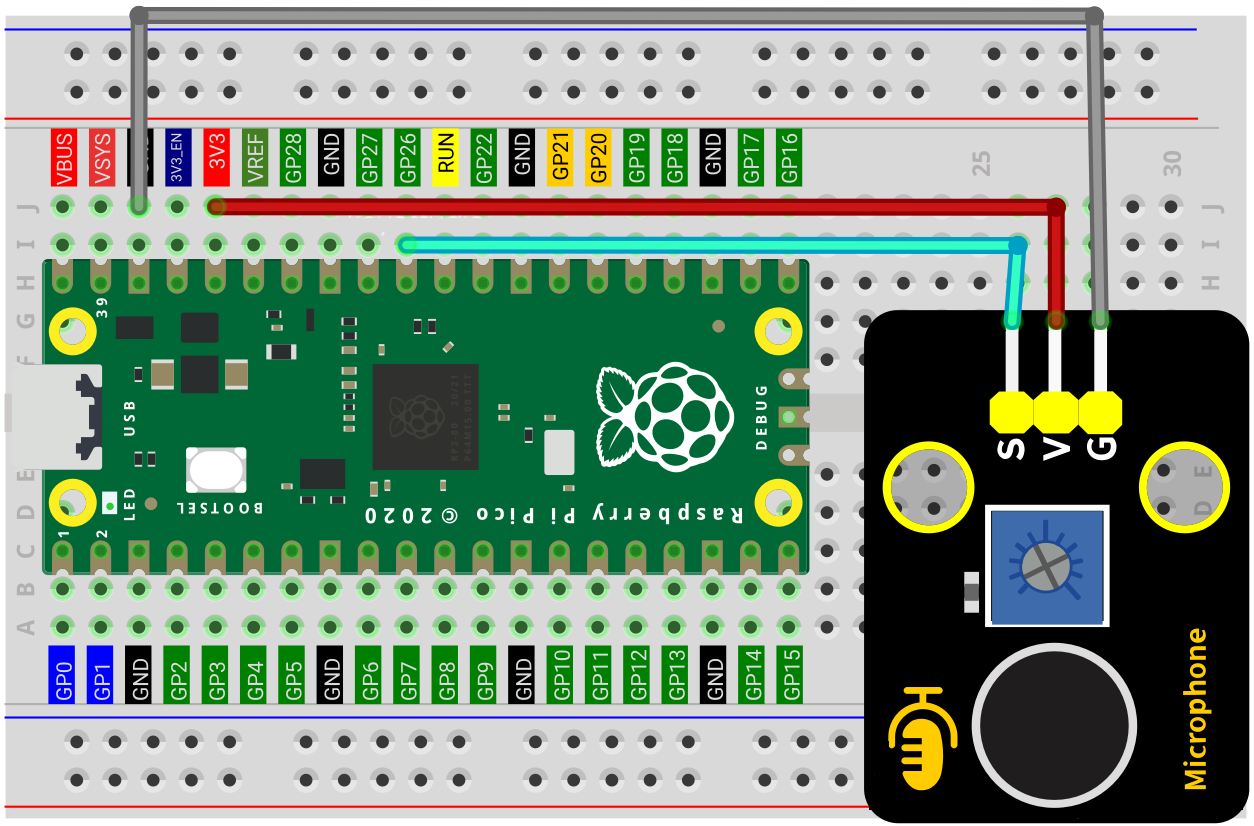 VBUS
VSYS
3V3_EN
3V3
VREF
GP28
GND
GP27
GP26
RUN
GP22
GND
GP21
GP20
GP19
GP18
GND
GP17
GP16
25
30
J
J
I
I
H
H
G
F
39
USB
DEBUG
BOOTSEL
LED
Raspberry Pi Pico ©2020
1
2
E
D
C
B
A
S
V
G
E
D
Microphone
GP0
GP1
GND
GP2
GP3
GP4
GP5
GND
GP6
GP7
GP8
GP9
GND
GP10
GP11
GP12
GP13
GND
GP14
GP15